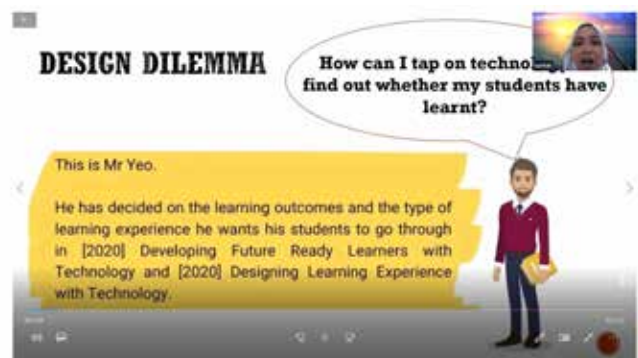 DESIGN DILEMMA
How can I tap on
find out whether my students have
learnt?
This is Mr Yeo.
He has decided on the learning outcomes and the type of
learning experience he wants his students to go through
in [2020] Developing Future Ready Learners with
Technology and [2020] Designing Learning Experience
with Technology.